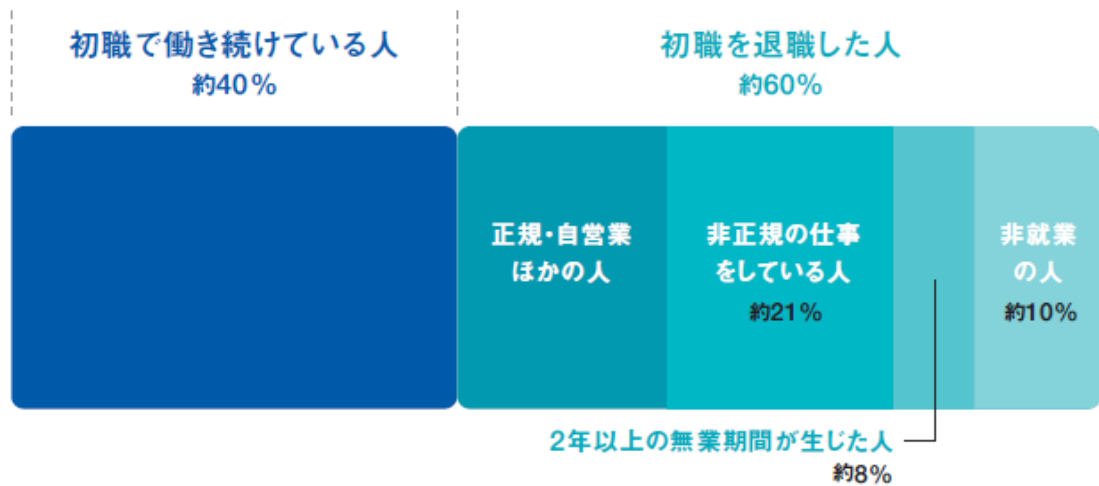 初職で働き続けている人
約40%
初職を退職した人
約60%
正規・自営業
ほかの人
非正規の仕事
をしている人
約21%
非就業
の人
約10%
2年以上の無業期間が生じた人
約8%